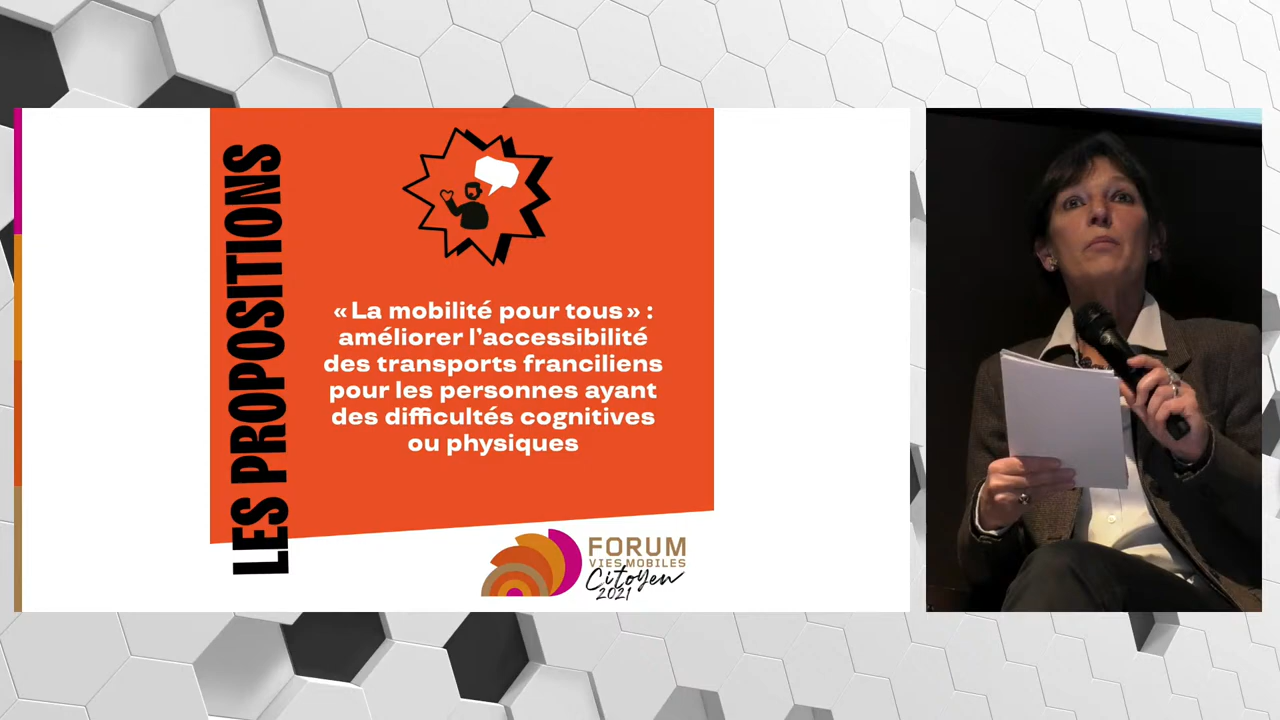 LES PROPOSITIONS
« La mobilité pour tous » :
améliorer l’accessibilité
des transports franciliens
pour les personnes ayant
des difficultés cognitives
ou physiques
FORUM
VIES MOBILES
Citoyen
2021